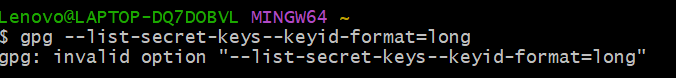 Lenovo@LAPTOP-DQ7DOBVL MINGW64 ~
$ gpg --list-secret-keys--keyid-format=long
gpg: invalid option "--list-secret-keys--keyid-format=long"